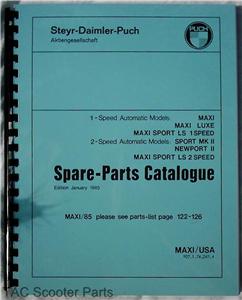 Steyr-Daimler-Puch
Aktiengesellschaft
PUCH
1-Speed Automatic Models: MAXI
MAXI LUXE
MAXI SPORT LS 1SPEED
2-Speed Automatic Models: SPORT MK II
NEWPORT II
MAXI SPORT LS 2 SPEED
Spare-Parts Catalogue
Edition January 1985
MAXI/85 please see parts-list page 122-126
MAXI/USA
TAC Scooter Parts